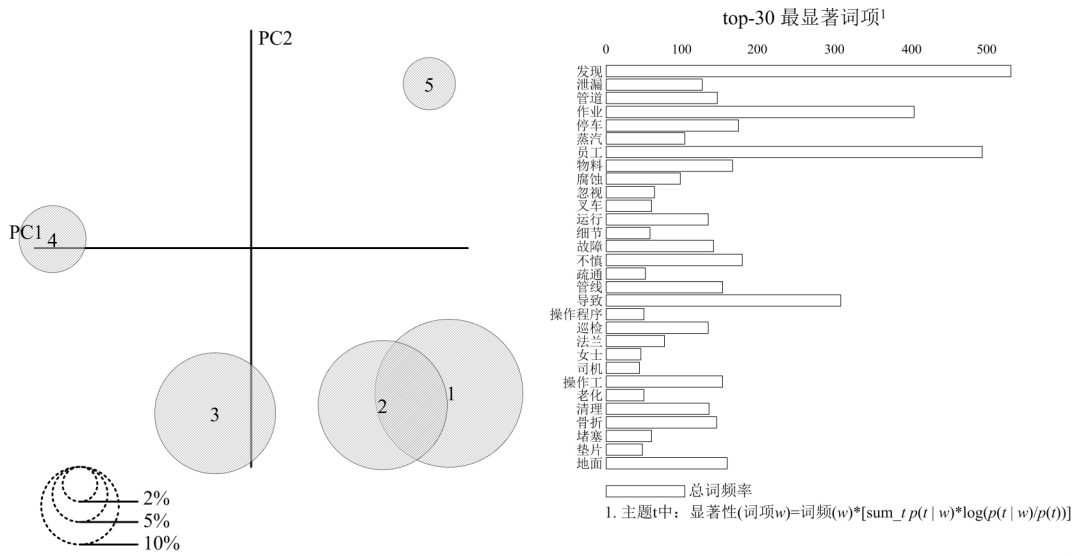 PC2
5
PC1
4
3
2
1
2%
5%
10%
top-30 最显著词项¹
0 100 200 300 400 500
发现
泄漏
管道
作业
停车
蒸汽
员工
物料
腐蚀
忽视
叉车
运行
细节
故障
不慎
疏通
管线
导致
操作程序
巡检
法兰
女士
司机
操作工
老化
清理
骨折
堵塞
垫片
地面
总词频率
1. 主题t中：显著性(词项w)=词频(w)*[sum_t p(t | w)*log(p(t | w)/p(t))]